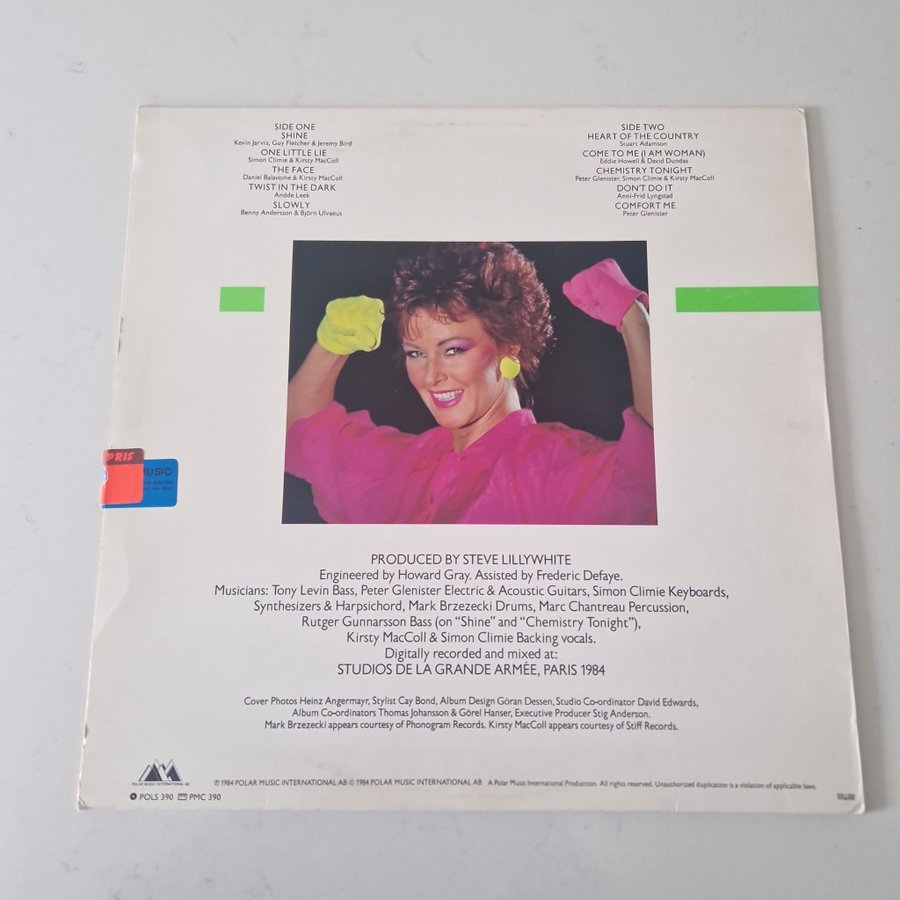 SIDE ONE
SHINE
Kevin Jarvis, Guy Fletcher & Jeremy Bird
ONE LITTLE LIE
Simon Climie & Kirsty MacColl
THE FACE
Daniel Balavoine & Kirsty MacColl
TWIST IN THE DARK
Andée Leek
SLOWLY
Benny Andersson & Björn Ulvaeus
SIDE TWO
HEART OF THE COUNTRY
Stuart Adamson
COME TO ME (I AM WOMAN)
Eddie Howell & David Dundas
CHEMISTRY TONIGHT
Peter Glenister, Simon Climie & Kirsty MacColl
DON'T DO IT
Anni-Frid Lyngstad
COMFORT ME
Peter Glenister
PRIS
MUSIC
PRODUCED BY STEVE LILLYWHITE
Engineered by Howard Gray. Assisted by Frederic Defaye.
Musicians: Tony Levin Bass, Peter Glenister Electric & Acoustic Guitars, Simon Climie Keyboards,
Synthesizers & Harpsichord, Mark Brzezecki Drums, Marc Chantreau Percussion,
Rutger Gunnarsson Bass (on “Shine” and “Chemistry Tonight”),
Kirsty MacColl & Simon Climie Backing vocals.
Digitally recorded and mixed at:
STUDIOS DE LA GRANDE ARMÉE, PARIS 1984
Cover Photos Heinz Angermayr, Stylist Cay Bond, Album Design Göran Dessen, Studio Co-ordinator David Edwards,
Album Co-ordinators Thomas Johansson & Görel Hanser, Executive Producer Stig Anderson.
Mark Brzezecki appears courtesy of Phonogram Records. Kirsty MacColl appears courtesy of Stiff Records.
POLAR MUSIC INTERNATIONAL AB
℗ 1984 POLAR MUSIC INTERNATIONAL AB © 1984 POLAR MUSIC INTERNATIONAL AB A Polar Music International Production. All rights reserved. Unauthorized duplication is a violation of applicable laws.
POLS 390 PMC 390